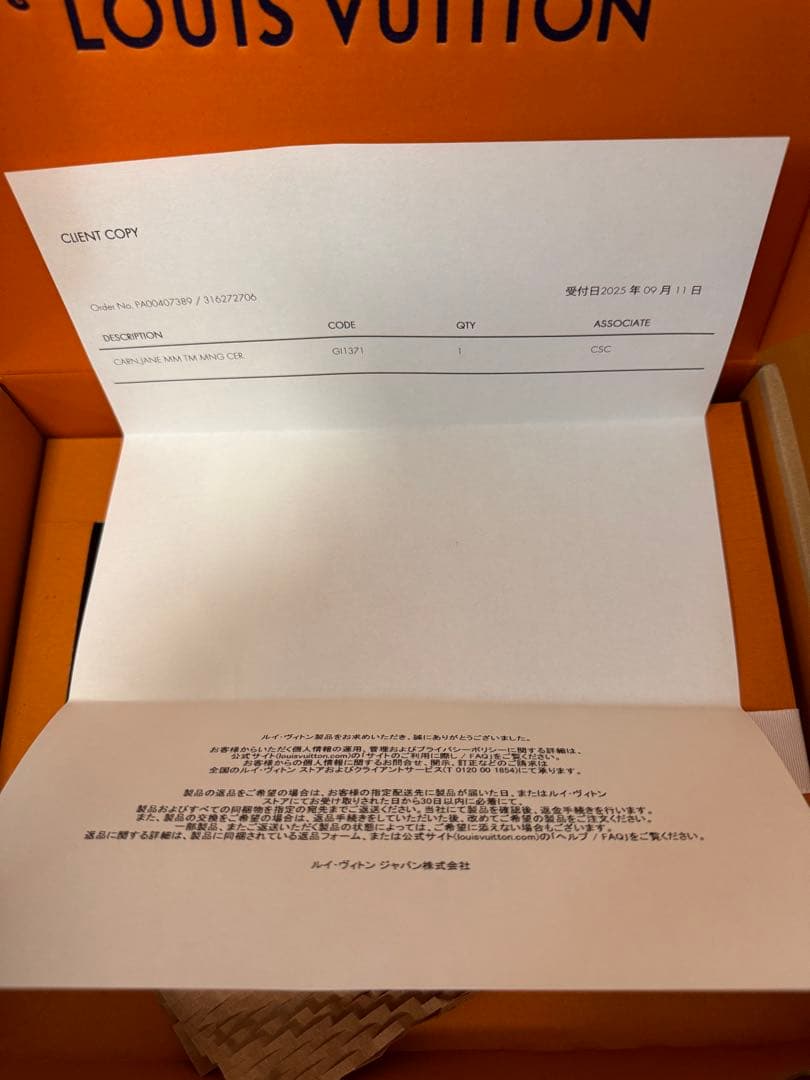 LOUIS VUITTON
CLIENT COPY
Order No. PA00407389 / 316272706
受付日2025 年 09 月 11 日
DESCRIPTION CODE QTY ASSOCIATE
CARN.JANE MM TM MNG CER. GI1371 1 CSC
ルイ・ヴィトン製品をお求めいただき、誠にありがとうございました。
お客様からいただく個人情報の運用, 管理およびプライバシーポリシーに関する詳細は、
公式サイト(louisvuitton.com)の「サイトのご利用に際し / FAQ」をご覧ください。
お客様からの個人情報に関するお問合せ、開示、訂正などのご請求は
全国のルイ・ヴィトン ストアおよびクライアントサービス(T 0120 00 1854)にて承ります。
製品の返品をご希望の場合は、お客様の指定配送先に製品が届いた日、またはルイ・ヴィトン
ストアにてお受け取りされた日から30日以内に必着にて、
製品およびすべての同梱物を指定の宛先までご返送ください。当社にて製品を確認後、返金手続きを行います。
また、製品の交換をご希望の場合は、返品手続きをしていただいた後、改めてご希望の製品をご注文ください。
一部製品、またご返送いただく製品の状態によっては、ご希望に添えない場合もございます。
返品に関する詳細は、製品に同梱されている返品フォーム、または公式サイト(louisvuitton.com)の「ヘルプ / FAQ」をご覧ください。
ルイ・ヴィトン ジャパン株式会社